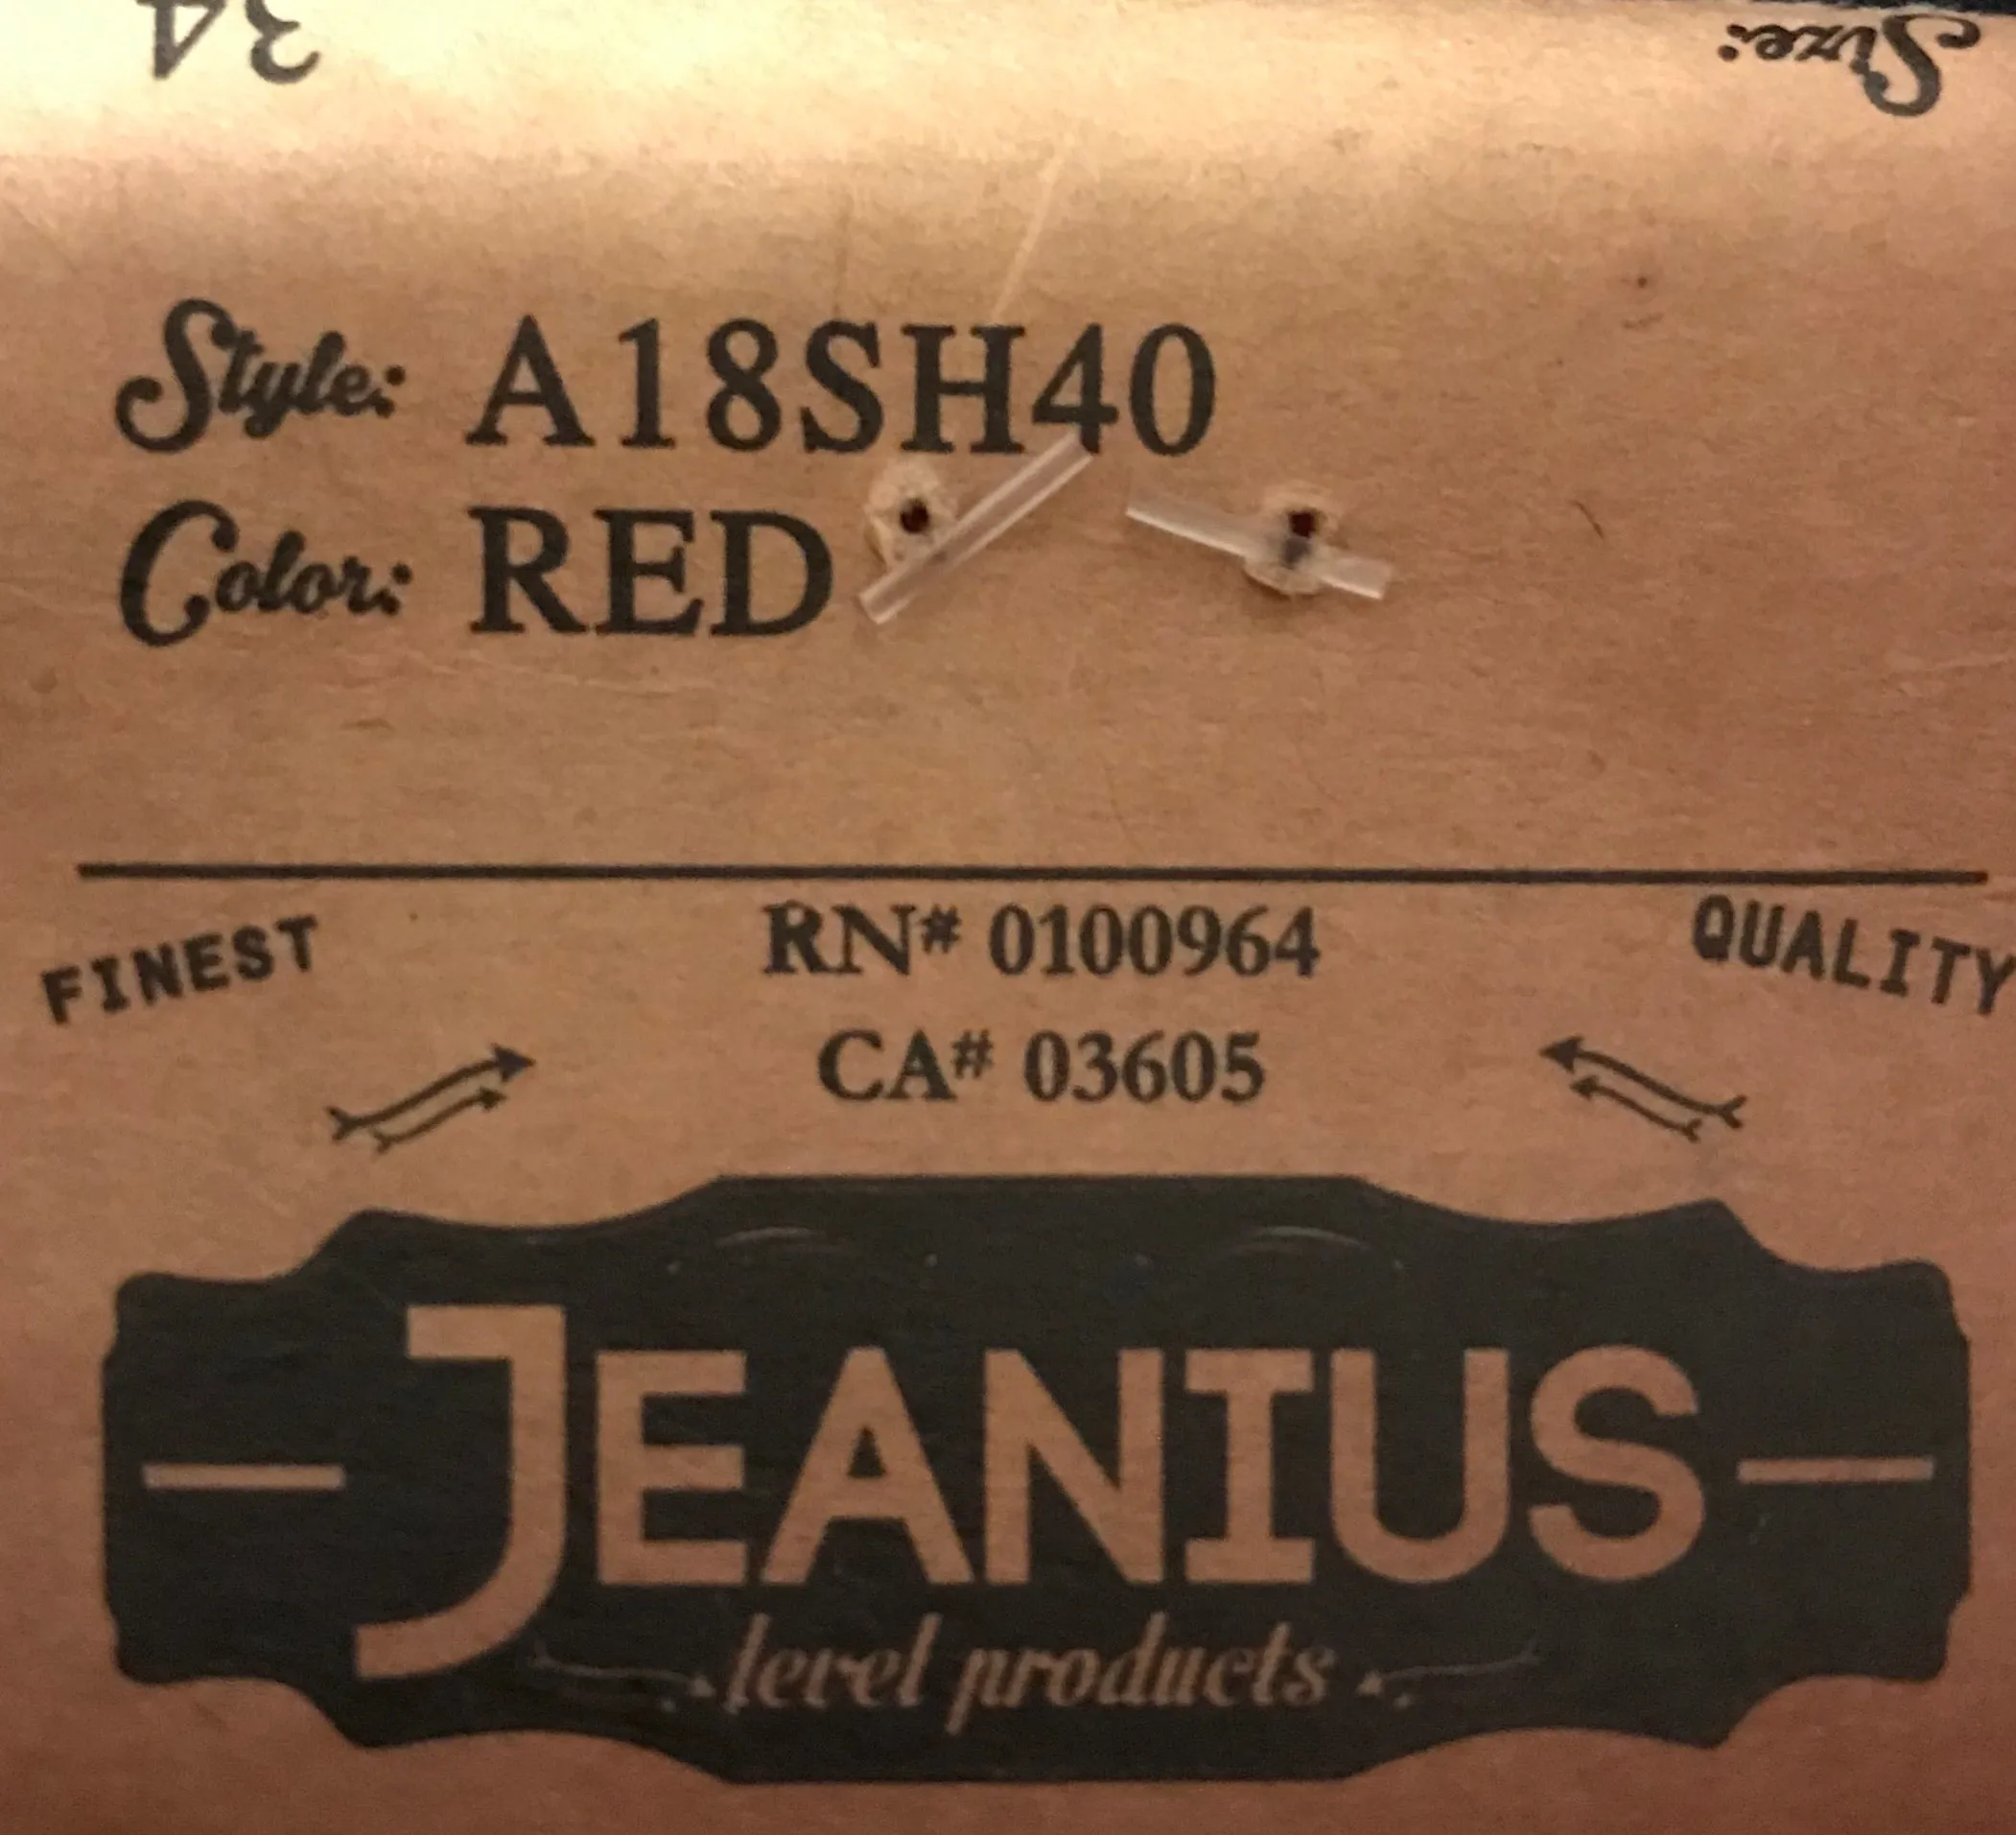 Size: 34
Style: A18SH40
Color: RED
FINEST
RN# 0100964
QUALITY
CA# 03605
JEANIUS
level products